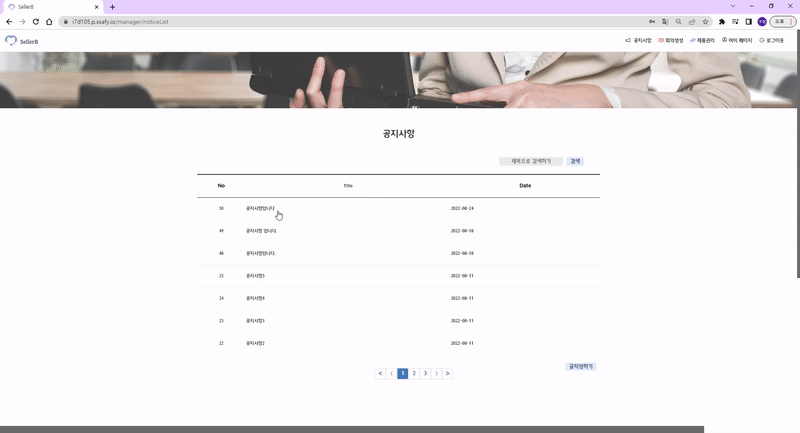 SellerB
i7d105.p.ssafy.io/manager/noticeList
SellerB
공지사항 회의생성 제품관리 마이 페이지 로그아웃
공지사항
제목으로 검색하기 검색
No Title Date
50 공지사항입니다 2022-08-24
49 공지사항 입니다. 2022-08-18
48 공지사항입니다. 2022-08-18
25 공지사항5 2022-08-11
24 공지사항4 2022-08-11
23 공지사항3 2022-08-11
22 공지사항2 2022-08-11
글작성하기
≪ ⟨ 1 2 3 ⟩ ≫